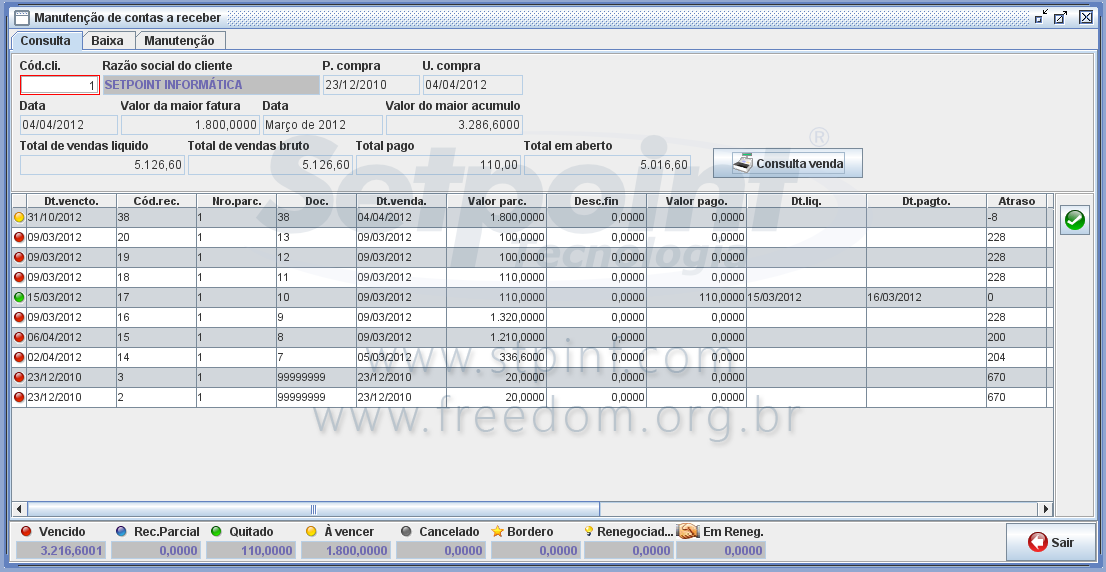 Manutenção de contas a receber
Consulta Baixa Manutenção
Cód.cli. Razão social do cliente P. compra U. compra
1 SETPOINT INFORMÁTICA 23/12/2010 04/04/2012
Data Valor da maior fatura Data Valor do maior acumulo
04/04/2012 1.800,0000 Março de 2012 3.286,6000
Total de vendas liquido Total de vendas bruto Total pago Total em aberto
5.126,60 5.126,60 110,00 5.016,60 Consulta venda
Setpoint ®
Tecnologia
Dt.vencto. Cód.rec. Nro.parc. Doc. Dt.venda. Valor parc. Desc.fin Valor pago. Dt.liq. Dt.pagto. Atraso
31/10/2012 38 1 38 04/04/2012 1.800,0000 0,0000 0,0000 -8
09/03/2012 20 1 13 09/03/2012 100,0000 0,0000 0,0000 228
09/03/2012 19 1 12 09/03/2012 100,0000 0,0000 0,0000 228
09/03/2012 18 1 11 09/03/2012 110,0000 0,0000 0,0000 228
15/03/2012 17 1 10 09/03/2012 110,0000 0,0000 110,0000 15/03/2012 16/03/2012 0
09/03/2012 16 1 9 09/03/2012 1.320,0000 0,0000 0,0000 228
06/04/2012 15 1 8 09/03/2012 1.210,0000 0,0000 0,0000 200
02/04/2012 14 1 7 05/03/2012 336,6000 0,0000 0,0000 204
23/12/2010 3 1 99999999 23/12/2010 20,0000 0,0000 0,0000 670
23/12/2010 2 1 99999999 23/12/2010 20,0000 0,0000 0,0000 670
www.stpinf.com
www.freedom.org.br
Vencido Rec.Parcial Quitado À vencer Cancelado Bordero Renegociad... Em Reneg.
3.216,6001 0,0000 110,0000 1.800,0000 0,0000 0,0000 0,0000 0,0000
Sair